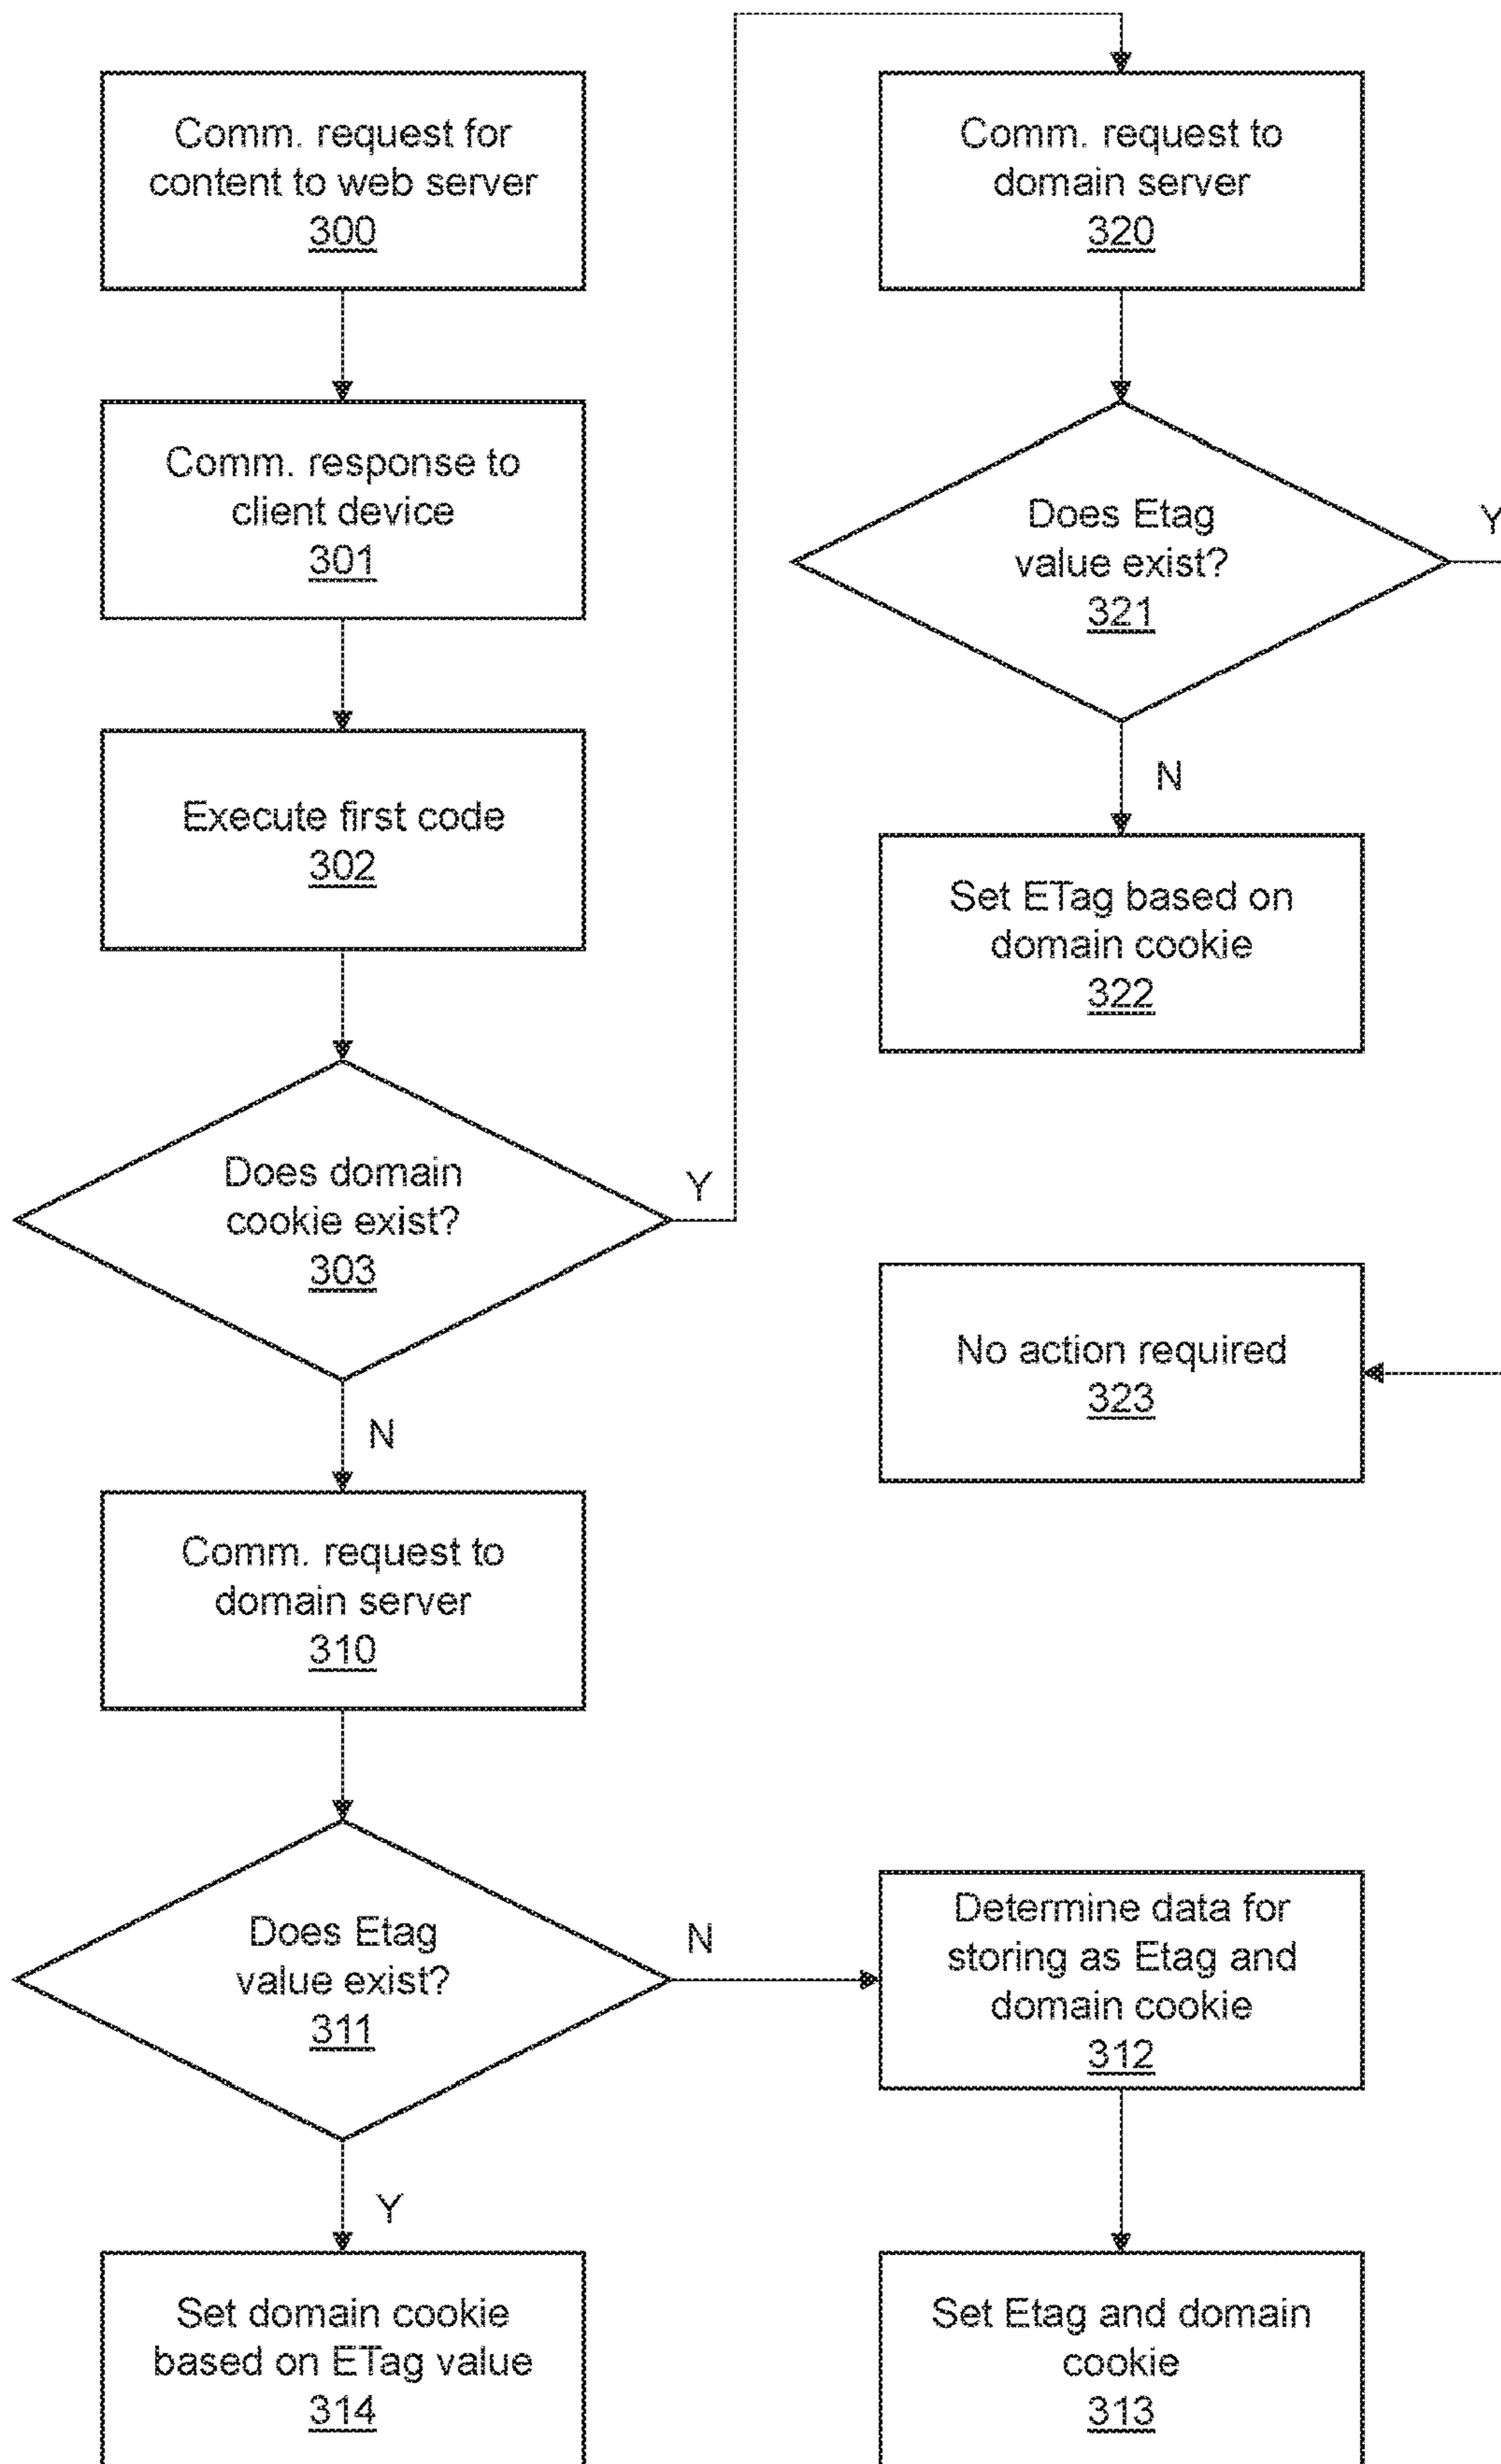 Comm. request for
content to web server
300
Comm. response to
client device
301
Execute first code
302
Does domain
cookie exist?
303
Y
N
Comm. request to
domain server
310
Does Etag
value exist?
311
N
Y
Set domain cookie
based on ETag value
314
Comm. request to
domain server
320
Does Etag
value exist?
321
Y
N
Set ETag based on
domain cookie
322
No action required
323
Determine data for
storing as Etag and
domain cookie
312
Set Etag and domain
cookie
313